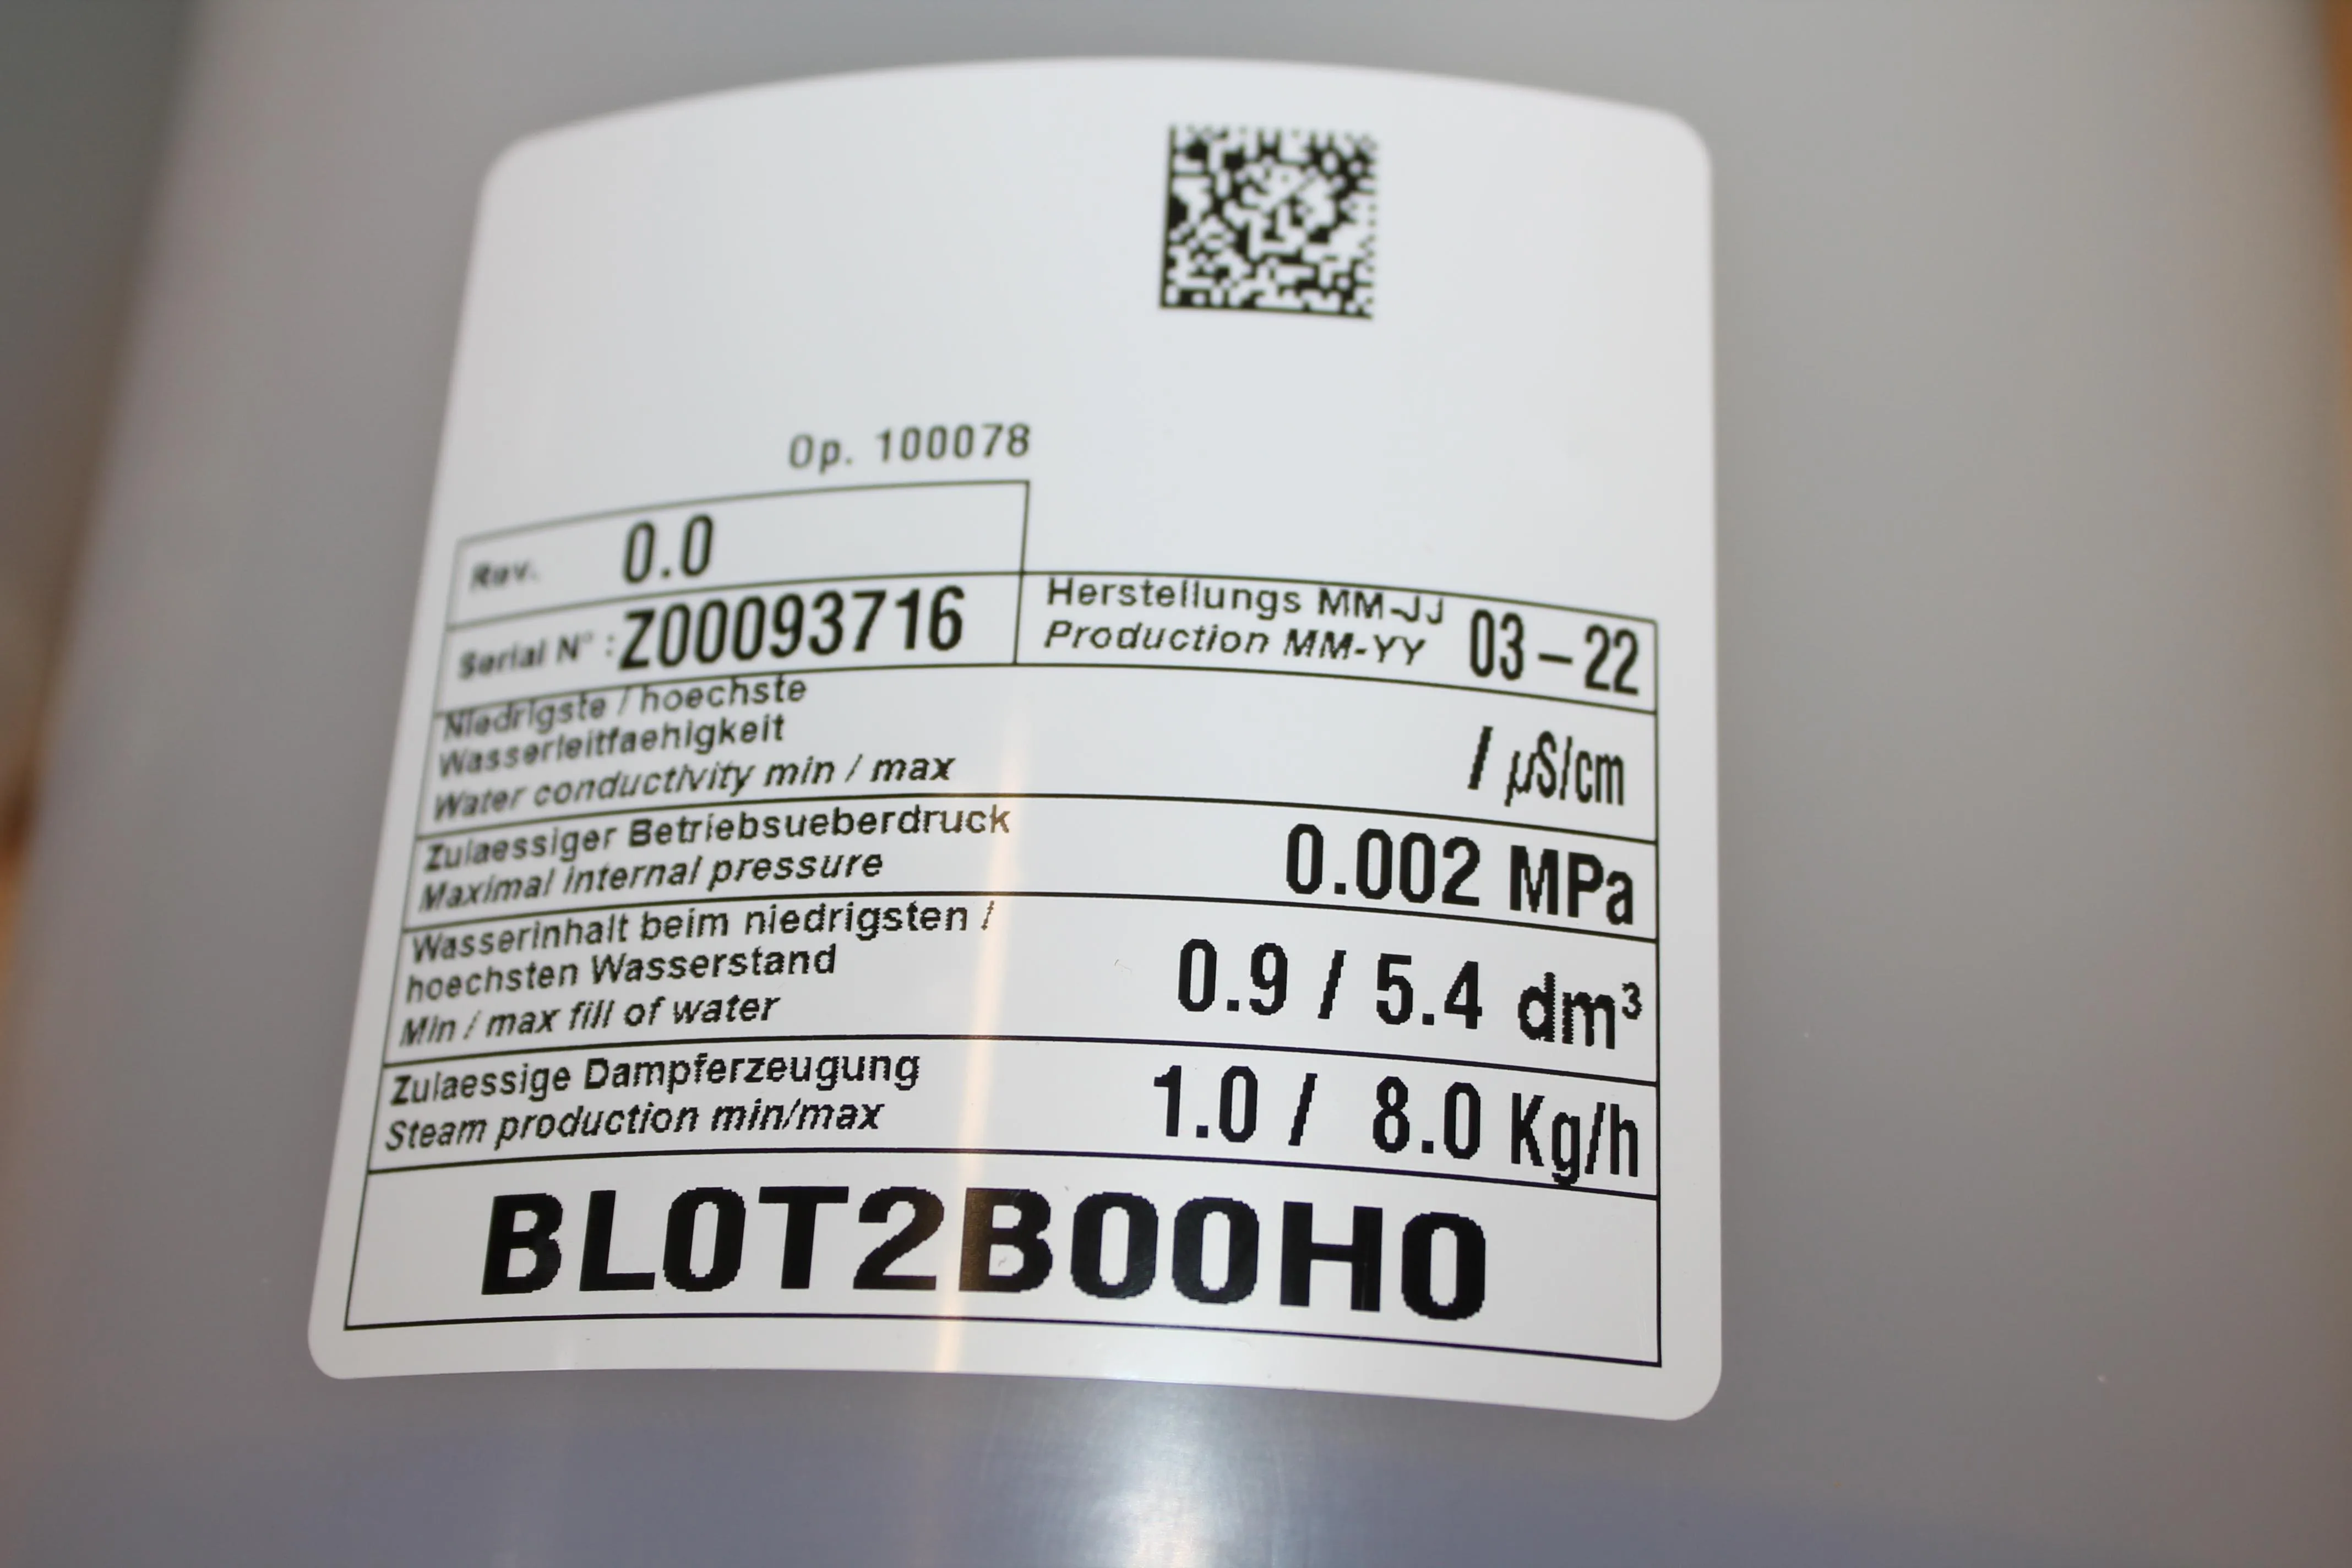 Op. 100078
Rev. 0.0
Serial N° : Z00093716
Herstellungs MM-JJ
Production MM-YY
03-22
Niedrigste / hoechste
Wasserleitfaehigkeit
Water conductivity min / max
/ µS/cm
Zulaessiger Betriebsueberdruck
Maximal internal pressure
0.002 MPa
Wasserinhalt beim niedrigsten /
hoechsten Wasserstand
Min / max fill of water
0.9 / 5.4 dm³
Zulaessige Dampferzeugung
Steam production min/max
1.0 / 8.0 Kg/h
BL0T2B00H0